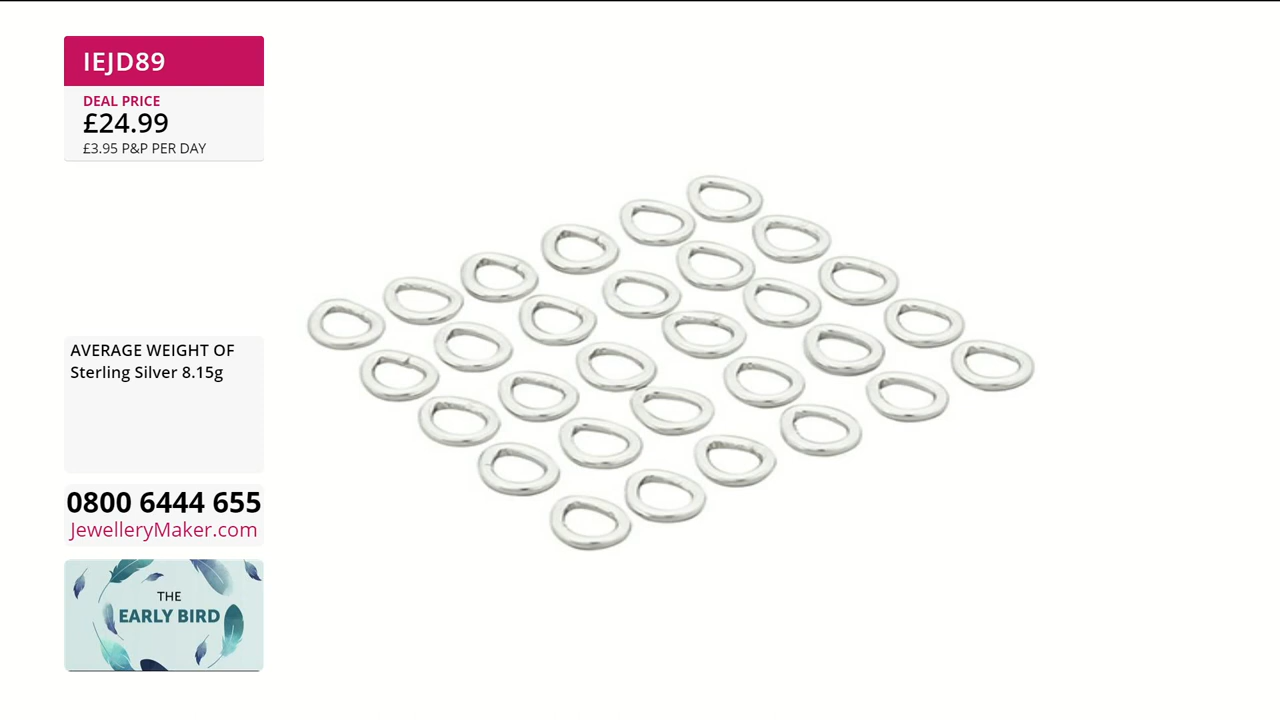 IEJD89
DEAL PRICE
£24.99
£3.95 P&P PER DAY
AVERAGE WEIGHT OF
Sterling Silver 8.15g
0800 6444 655
JewelleryMaker.com
THE
EARLY BIRD